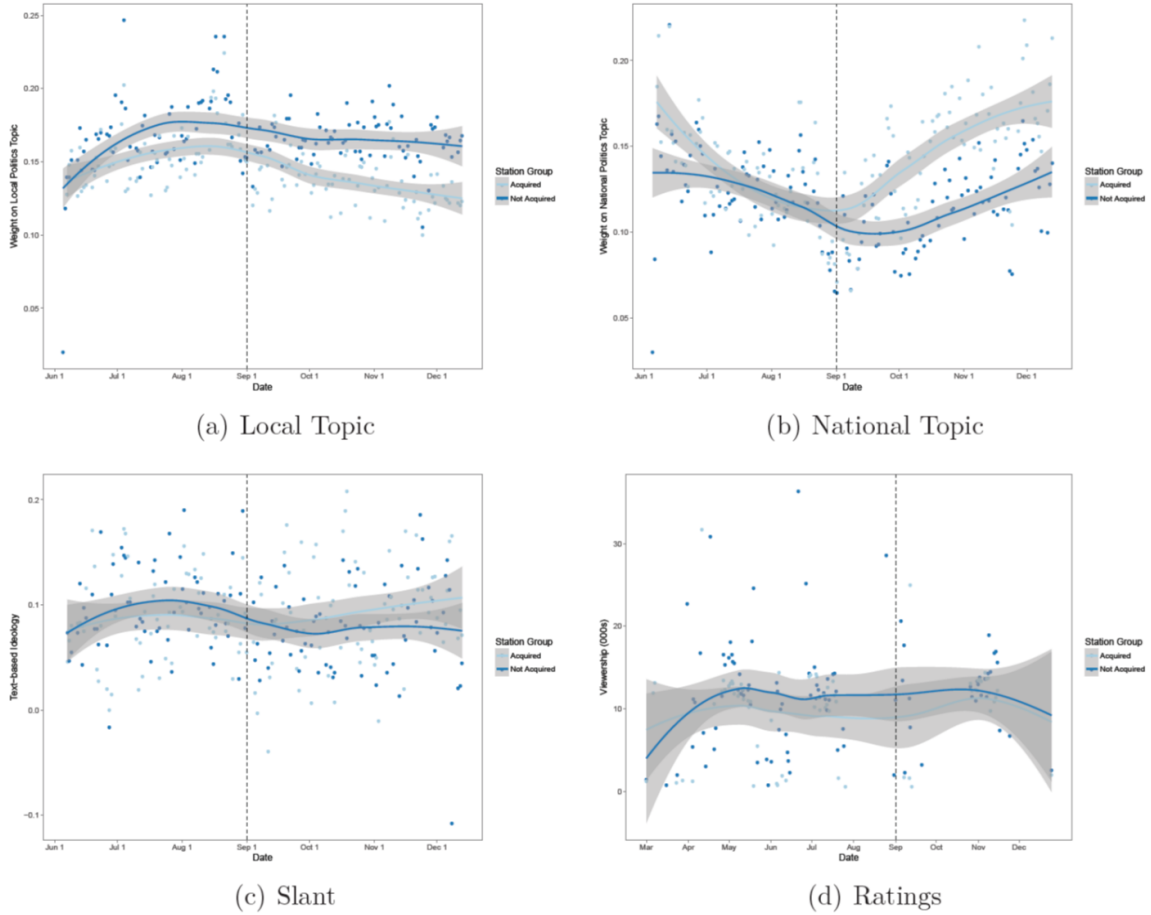 0.25
0.20
0.15
0.10
0.05
Weight on Local Politics Topic
Jun 1 Jul 1 Aug 1 Sep 1 Oct 1 Nov 1 Dec 1
Date
Station Group
Acquired
Not Acquired
(a) Local Topic
0.20
0.15
0.10
0.05
Weight on National Politics Topic
Jun 1 Jul 1 Aug 1 Sep 1 Oct 1 Nov 1 Dec 1
Date
Station Group
Acquired
Not Acquired
(b) National Topic
0.2
0.1
0.0
−0.1
Text−based Ideology
Jun 1 Jul 1 Aug 1 Sep 1 Oct 1 Nov 1 Dec 1
Date
Station Group
Acquired
Not Acquired
(c) Slant
30
20
10
0
Viewership (000s)
Mar Apr May Jun Jul Aug Sep Oct Nov Dec
Date
Station Group
Acquired
Not Acquired
(d) Ratings